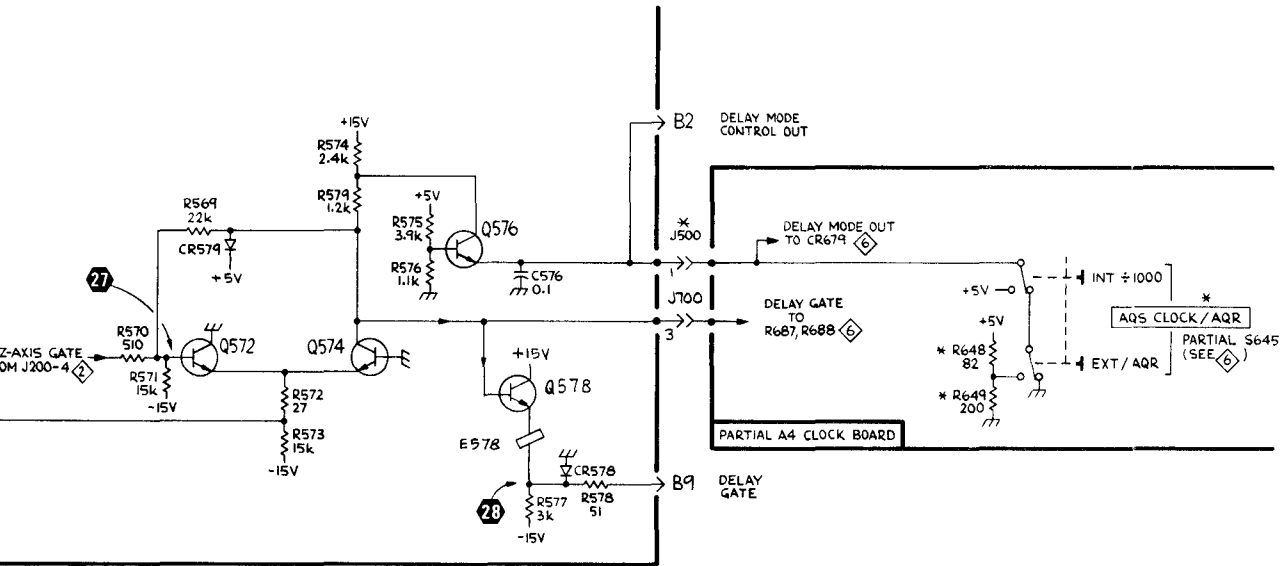 B2 DELAY MODE
CONTROL OUT
+15V
R574
2.4k
R579
1.2k
R569
22k
CR579
+5V
+5V
R575
3.9k
R576
1.1k
Q576
C576
0.1
*
J500
1
DELAY MODE OUT
TO CR679 6
27
J700
3
DELAY GATE
TO
R687, R688 6
+5V
INT ÷1000
*
AQS CLOCK/AQR
PARTIAL S645
(SEE 6)
EXT/AQR
+5V
* R648
82
* R649
200
Z-AXIS GATE
OM J200-4 2
R570
510
R571
15k
-15V
Q572
Q574
R572
27
R573
15k
-15V
+15V
Q578
E578
CR578
28
R577
3k
-15V
R578
51
B9 DELAY
GATE
PARTIAL A4 CLOCK BOARD